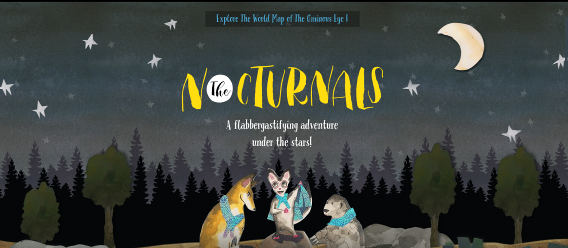 Explore The World Map of The Ominous Eye!
The
NOCTURNALS
A flabbergastifying adventure
under the stars!